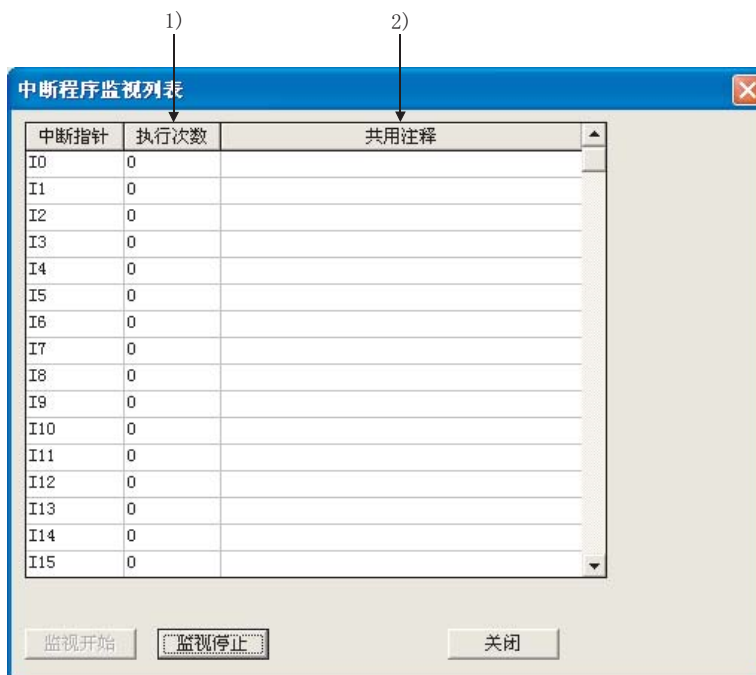 1) 2)
中断程序监视列表
中断指针 执行次数 共用注释
I0 0
I1 0
I2 0
I3 0
I4 0
I5 0
I6 0
I7 0
I8 0
I9 0
I10 0
I11 0
I12 0
I13 0
I14 0
I15 0
监视开始 监视停止 关闭